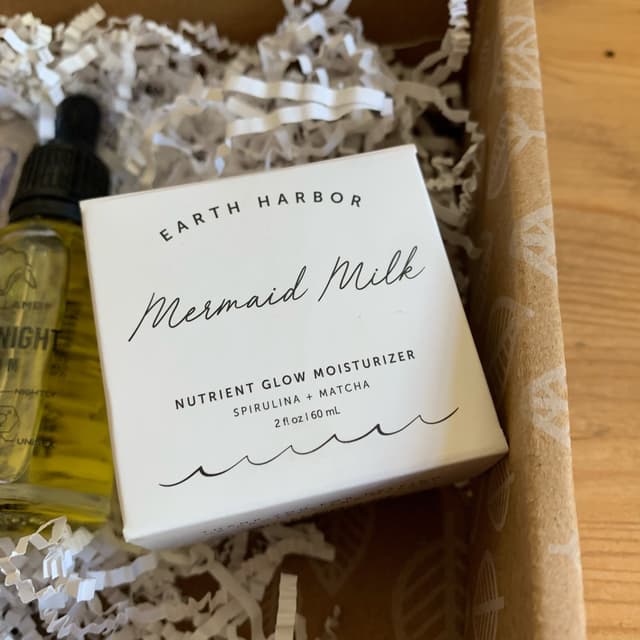 EARTH HARBOR
Mermaid Milk
NUTRIENT GLOW MOISTURIZER
SPIRULINA + MATCHA
2 fl oz | 60 mL
NIGHT